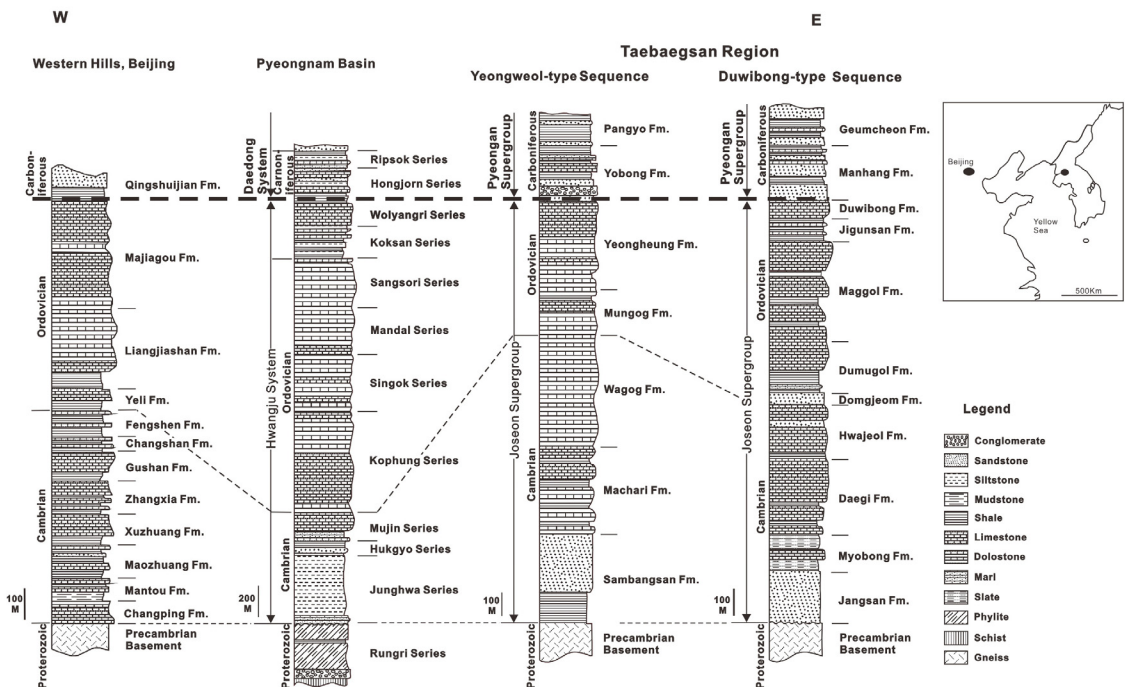 W
E
Taebaegsan Region
Western Hills, Beijing
Pyeongnam Basin
Yeongweol-type Sequence
Duwibong-type Sequence
Carbon-
iferous
Ordovician
Cambrian
Proterozoic
Qingshuijian Fm.
Majiagou Fm.
Liangjiashan Fm.
Yeli Fm.
Fengshen Fm.
Changshan Fm.
Gushan Fm.
Zhangxia Fm.
Xuzhuang Fm.
Maozhuang Fm.
Mantou Fm.
Changping Fm.
Precambrian
Basement
100
M
Daedong
System
Carnon-
iferous
Hwangju System
Ordovician
Cambrian
Proterozoic
Ripsok Series
Hongjorn Series
Wolyangri Series
Koksan Series
Sangsori Series
Mandal Series
Singok Series
Kophung Series
Mujin Series
Hukgyo Series
Junghwa Series
Rungri Series
200
M
Pyeongan
Supergroup
Carboniferous
Joseon Supergroup
Ordovician
Cambrian
Proterozoic
Pangyo Fm.
Yobong Fm.
Yeongheung Fm.
Mungog Fm.
Wagog Fm.
Machari Fm.
Sambangsan Fm.
Precambrian
Basement
100
M
Pyeongan
Supergroup
Carboniferous
Joseon Supergroup
Ordovician
Cambrian
Proterozoic
Geumcheon Fm.
Manhang Fm.
Duwibong Fm.
Jigunsan Fm.
Maggol Fm.
Dumugol Fm.
Domgjeom Fm.
Hwajeol Fm.
Daegi Fm.
Myobong Fm.
Jangsan Fm.
Precambrian
Basement
100
M
Beijing
Yellow
Sea
500Km
Legend
Conglomerate
Sandstone
Siltstone
Mudstone
Shale
Limestone
Dolostone
Marl
Slate
Phylite
Schist
Gneiss